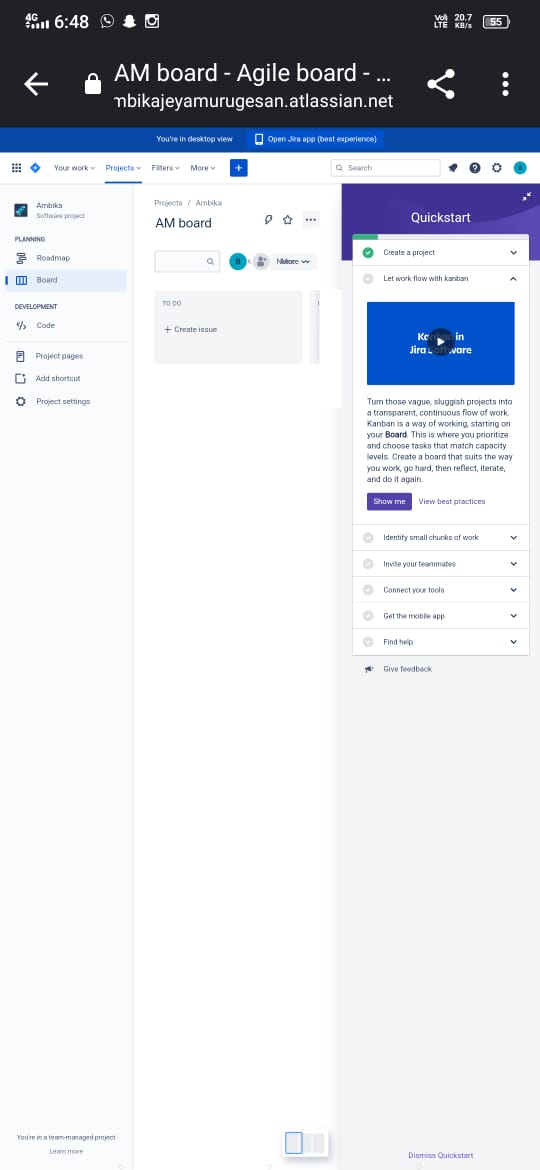 4G 6:48 Vo) LTE 20.7 KB/s 55
AM board - Agile board - ...
mbikajeyamurugesan.atlassian.net
You're in desktop view Open Jira app (best experience)
Your work Projects Filters More + Search
Ambika
Software project
PLANNING
Roadmap
Board
DEVELOPMENT
Code
Project pages
Add shortcut
Project settings
You're in a team-managed project
Learn more
Projects / Ambika
AM board
B
TO DO
+ Create issue
Quickstart
Create a project
Let work flow with kanban
Kanban in
Jira Software
Turn those vague, sluggish projects into
a transparent, continuous flow of work.
Kanban is a way of working, starting on
your Board. This is where you prioritize
and choose tasks that match capacity
levels. Create a board that suits the way
you work, go hard, then reflect, iterate,
and do it again.
Show me View best practices
Identify small chunks of work
Invite your teammates
Connect your tools
Get the mobile app
Find help
Give feedback
Dismiss Quickstart